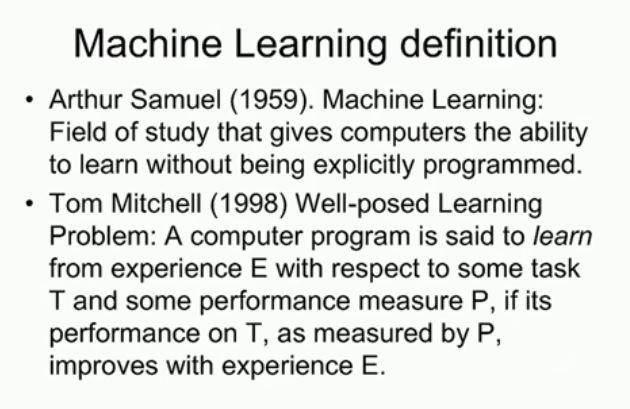 Machine Learning definition
• Arthur Samuel (1959). Machine Learning:
Field of study that gives computers the ability
to learn without being explicitly programmed.
• Tom Mitchell (1998) Well-posed Learning
Problem: A computer program is said to learn
from experience E with respect to some task
T and some performance measure P, if its
performance on T, as measured by P,
improves with experience E.